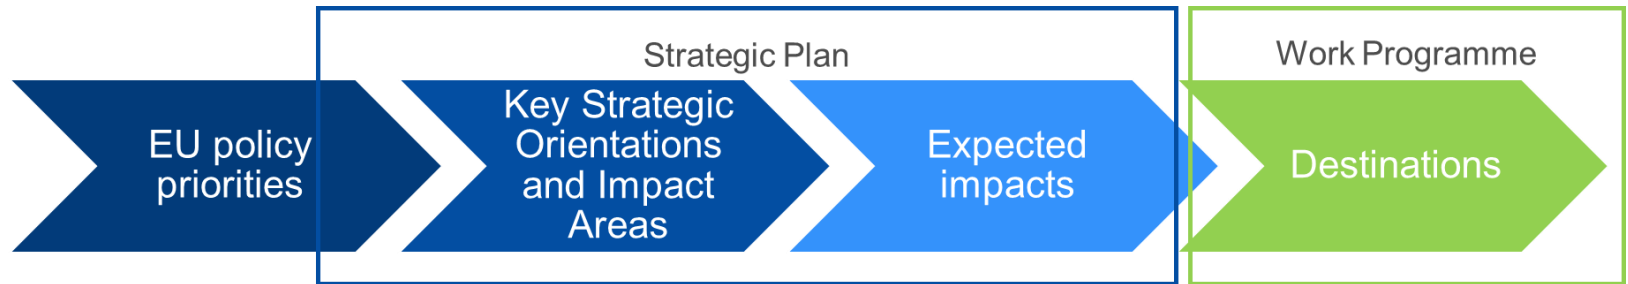 Strategic Plan
Work Programme
EU policy
priorities
Key Strategic
Orientations
and Impact
Areas
Expected
impacts
Destinations